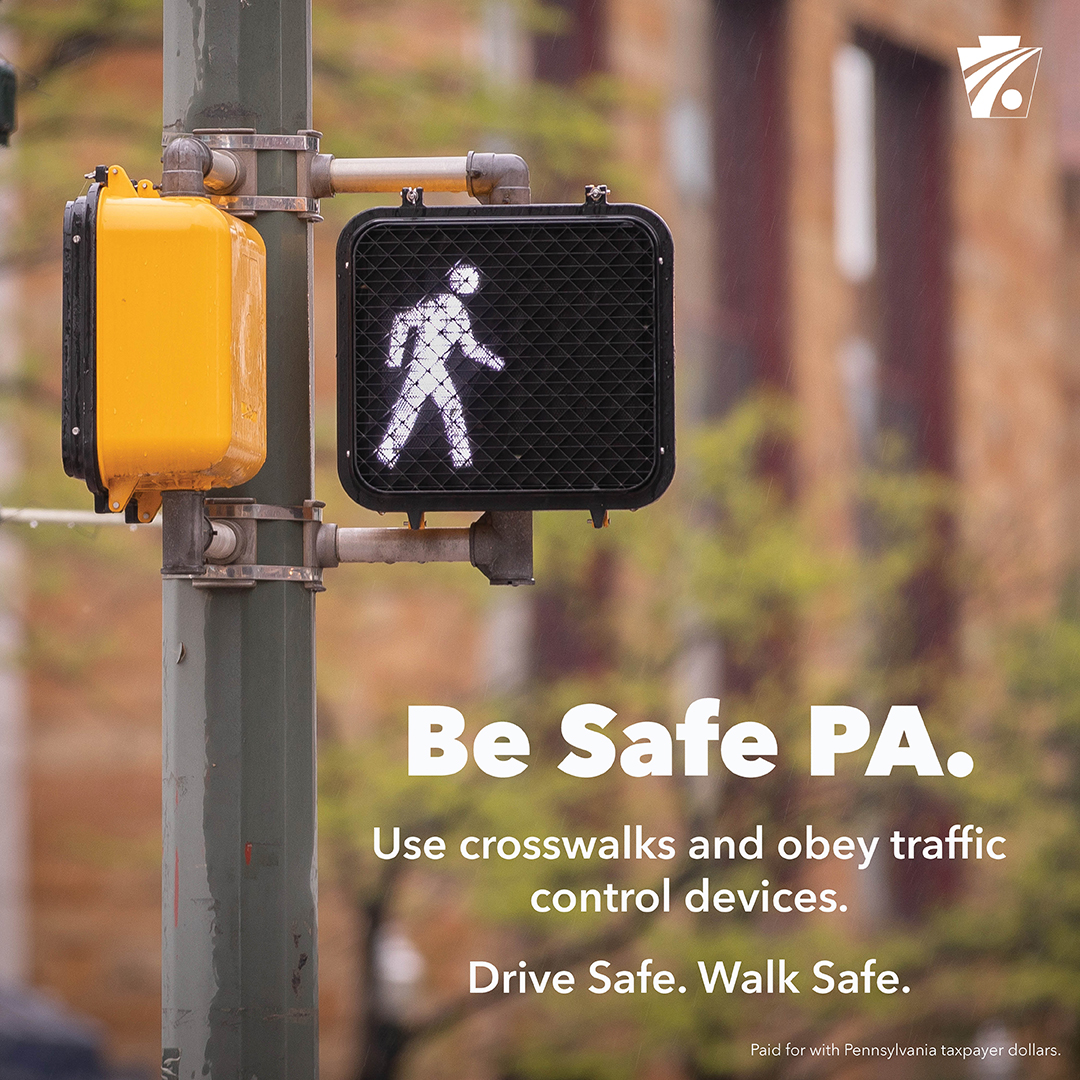 Be Safe PA.
Use crosswalks and obey traffic
control devices.
Drive Safe. Walk Safe.
Paid for with Pennsylvania taxpayer dollars.